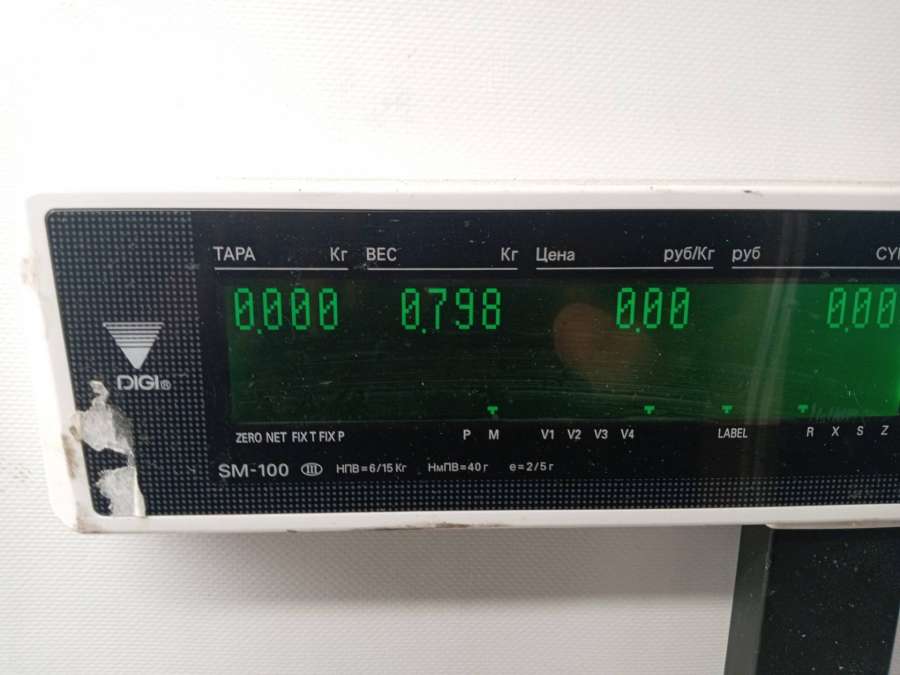 ТАРА Кг ВЕС Кг Цена руб/Кг руб
0.000 0.798 0.00 0.00
DIGI®
ZERO NET FIX T FIX P P M V1 V2 V3 V4 LABEL R X S Z
SM-100 III НПВ=6/15 Кг НмПВ=40 г e=2/5 г